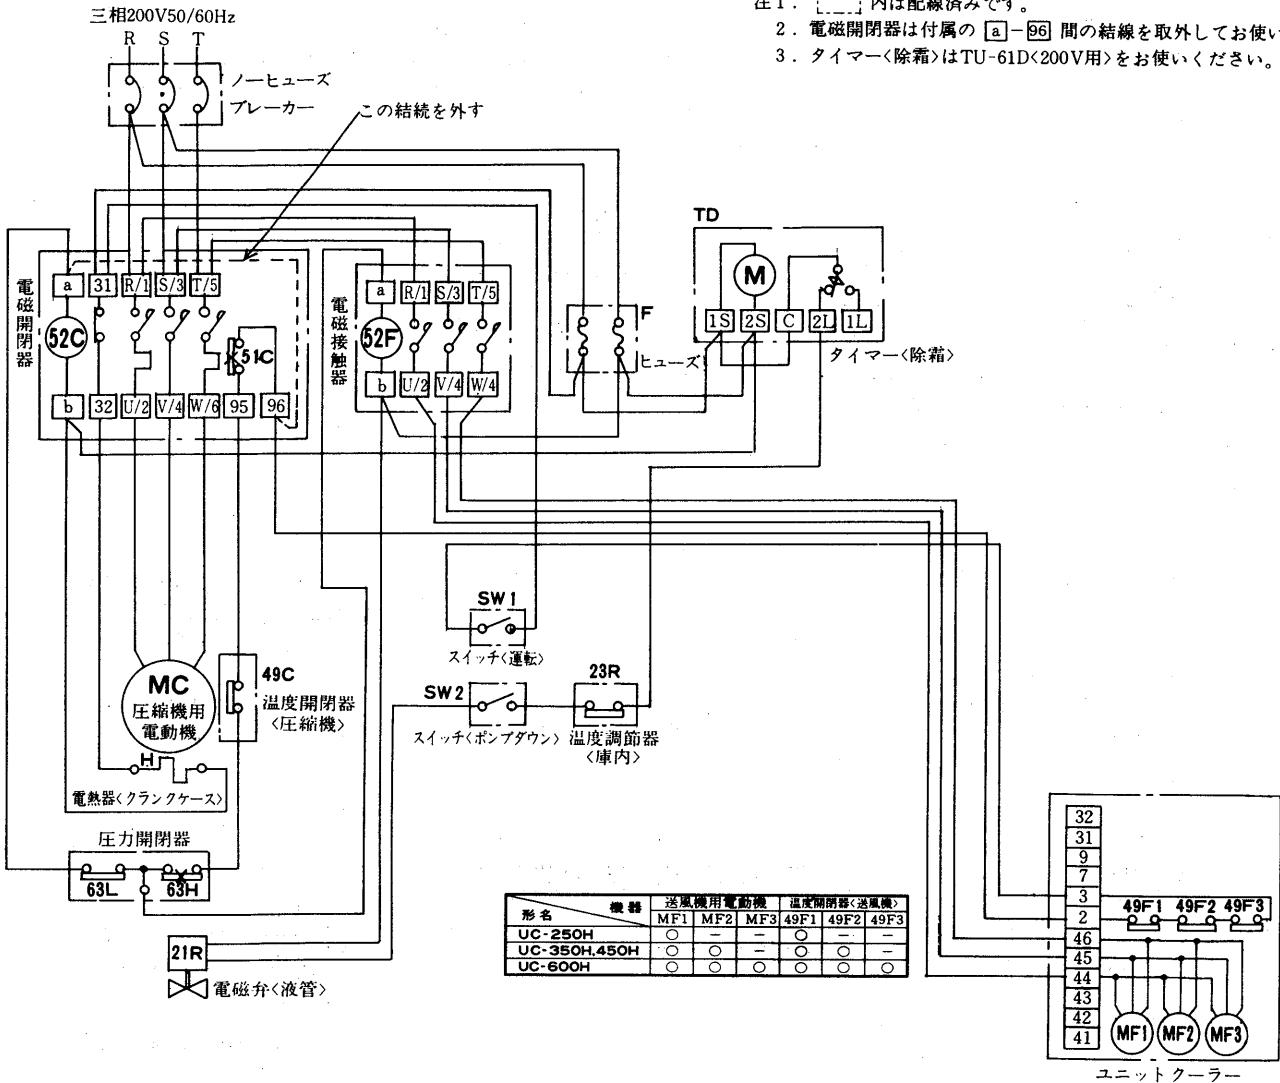 三相200V50/60Hz
R S T
ノーヒューズ
ブレーカー
この結続を外す
注1. 内は配線済みです。
2. 電磁開閉器は付属の a-96 間の結線を取外してお使い
3. タイマー<除霜>はTU-61D<200V用>をお使いください。
電磁開閉器
a 31 R/1 S/3 T/5
52C
51C
b 32 U/2 V/4 W/6 95 96
電磁接触器
a R/1 S/3 T/5
52F
b U/2 V/4 W/4
F
ヒューズ
TD
M
1S 2S C 2L 1L
タイマー<除霜>
SW1
スイッチ<運転>
SW2
スイッチ<ポンプダウン>
23R
温度調節器
<庫内>
MC
圧縮機用
電動機
49C
温度開閉器
<圧縮機>
H
電熱器<クランクケース>
圧力開閉器
63L 63H
21R
電磁弁<液管>
機器 送風機用電動機 温度開閉器<送風機>
形名 MF1 MF2 MF3 49F1 49F2 49F3
UC-250H ○ － － ○ － －
UC-350H,450H ○ ○ － ○ ○ －
UC-600H ○ ○ ○ ○ ○ ○
32
31
9
7
3
2
46
45
44
43
42
41
49F1 49F2 49F3
MF1 MF2 MF3
ユニットクーラー